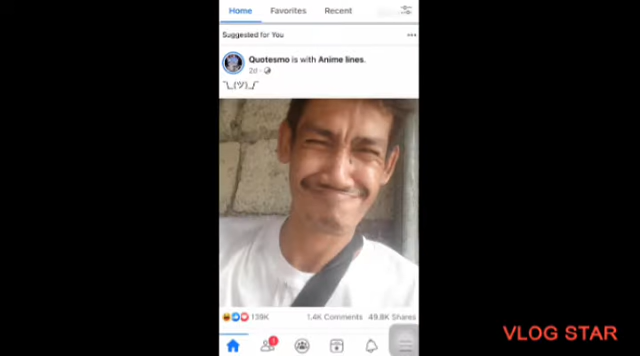 Home Favorites Recent
Suggested for You
Quotesmo is with Anime lines.
2d ·
¯\_(ツ)_/¯
139K 1.4K Comments 49.8K Shares
1
VLOG STAR